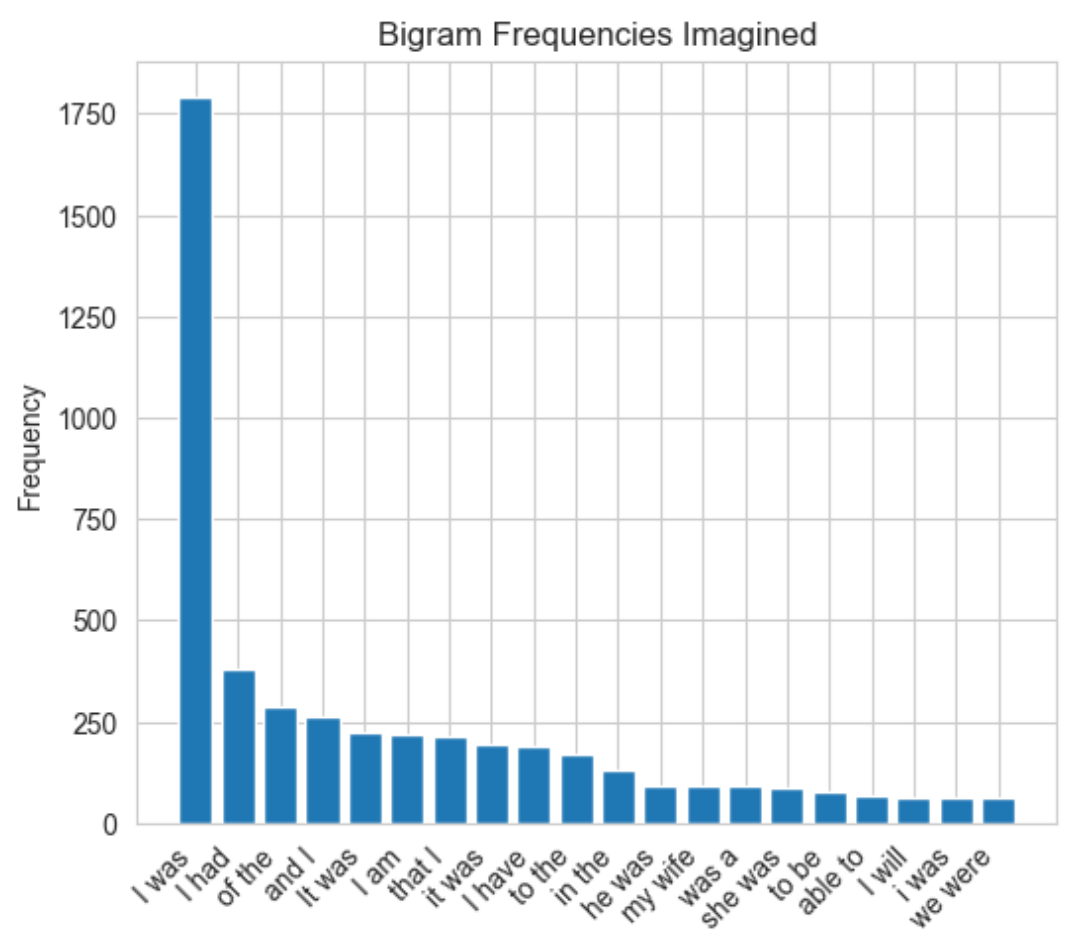 Bigram Frequencies Imagined
Frequency
1750
1500
1250
1000
750
500
250
0
I was
I had
of the
and I
It was
I am
that I
it was
I have
to the
in the
he was
my wife
was a
she was
to be
able to
I will
i was
we were